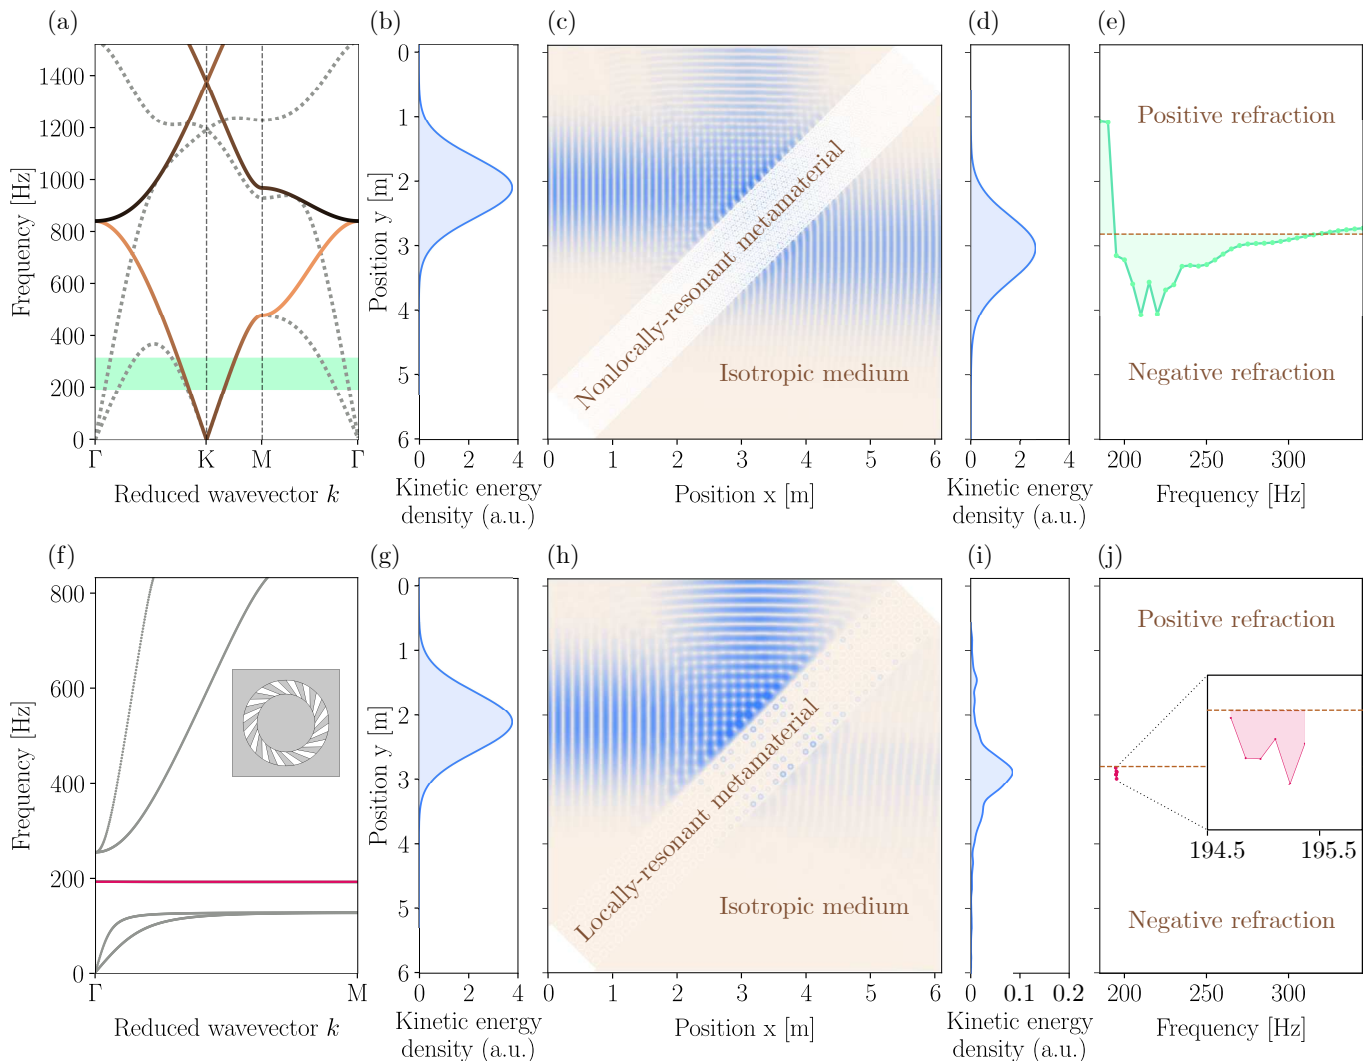 (a)
(b)
(c)
(d)
(e)
1400
1200
1000
800
600
400
200
0
Frequency [Hz]
Γ
K
M
Γ
Reduced wavevector k
0
1
2
3
4
5
6
Position y [m]
0
2
4
Kinetic energy
density (a.u.)
Nonlocally-resonant metamaterial
Isotropic medium
0
1
2
3
4
5
6
Position x [m]
0
2
4
Kinetic energy
density (a.u.)
Positive refraction
Negative refraction
200
250
300
Frequency [Hz]
(f)
(g)
(h)
(i)
(j)
800
600
400
200
0
Frequency [Hz]
Γ
M
Reduced wavevector k
0
1
2
3
4
5
6
Position y [m]
0
2
4
Kinetic energy
density (a.u.)
Locally-resonant metamaterial
Isotropic medium
0
1
2
3
4
5
6
Position x [m]
0
0.1
0.2
Kinetic energy
density (a.u.)
Positive refraction
194.5
195.5
Negative refraction
200
250
300
Frequency [Hz]